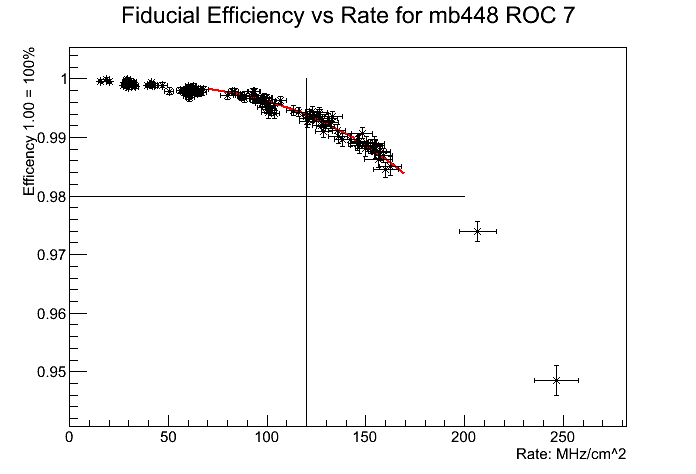 Fiducial Efficiency vs Rate for mb448 ROC 7
Efficency 1.00 = 100%
1
0.99
0.98
0.97
0.96
0.95
0 50 100 150 200 250
Rate: MHz/cm^2